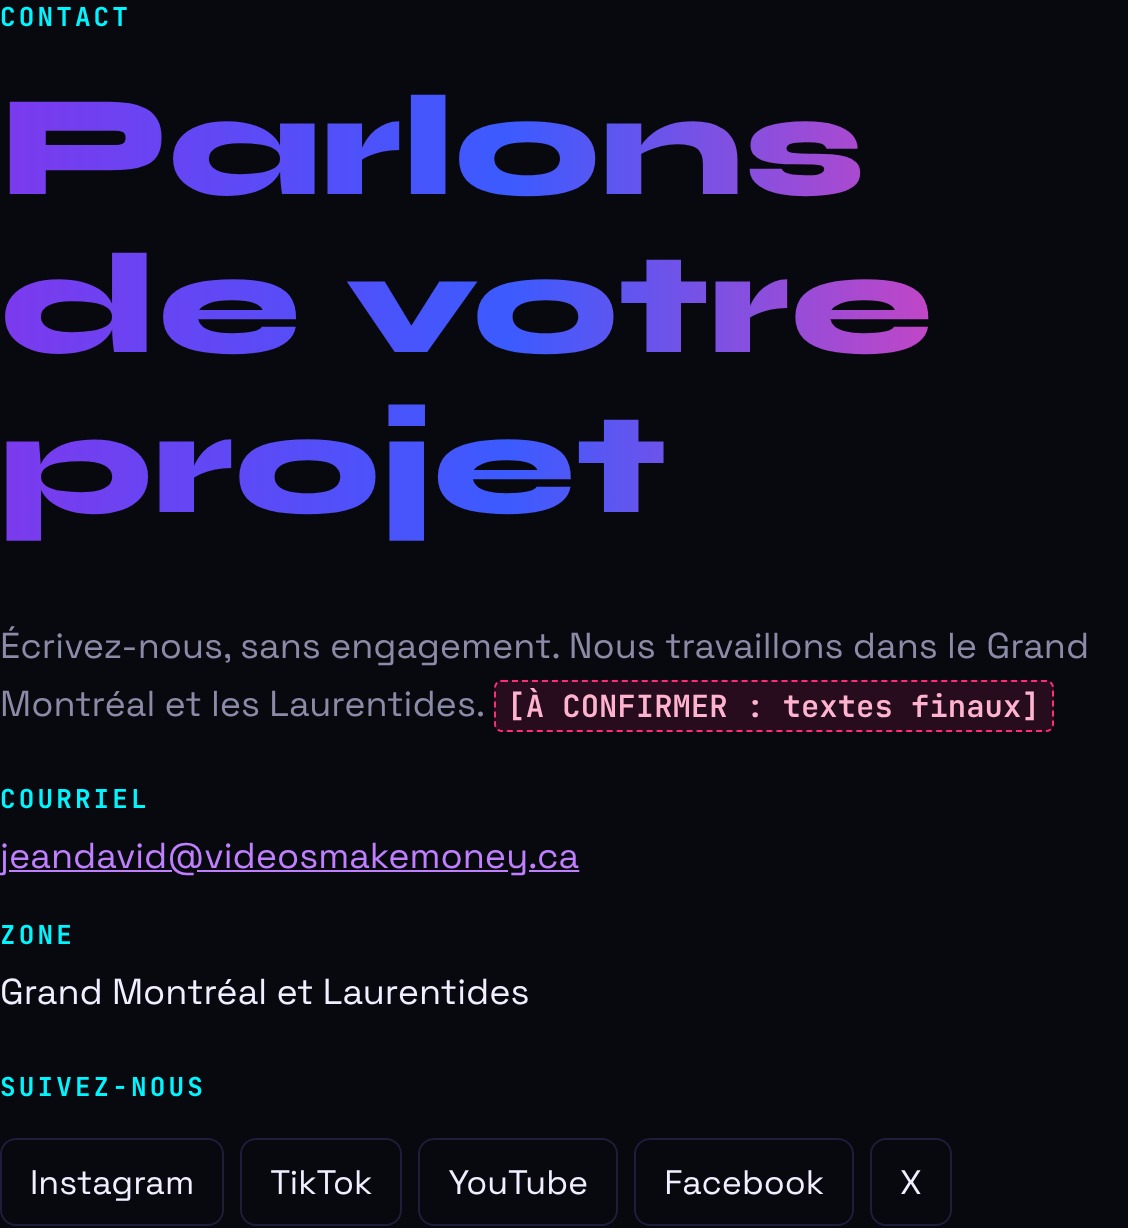 CONTACT
Parlons
de votre
projet
Écrivez-nous, sans engagement. Nous travaillons dans le Grand
Montréal et les Laurentides. [À CONFIRMER : textes finaux]
COURRIEL
jeandavid@videosmakemoney.ca
ZONE
Grand Montréal et Laurentides
SUIVEZ-NOUS
Instagram TikTok YouTube Facebook X